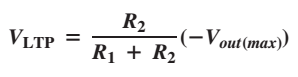 V_LTP = R_2 / (R_1 + R_2) (−V_out(max))